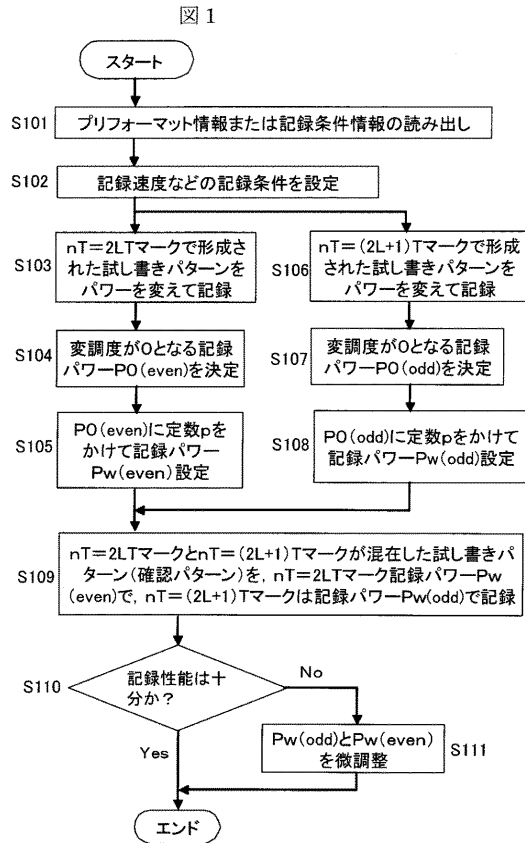 図1
スタート
S101
プリフォーマット情報または記録条件情報の読み出し
S102
記録速度などの記録条件を設定
S103
nT=2LTマークで形成
された試し書きパターンを
パワーを変えて記録
S106
nT=(2L+1)Tマークで形成
された試し書きパターンを
パワーを変えて記録
S104
変調度が0となる記録
パワーP0(even)を決定
S107
変調度が0となる記録
パワーP0(odd)を決定
S105
P0(even)に定数pを
かけて記録パワー
Pw(even)設定
S108
P0(odd)に定数pをかけて
記録パワーPw(odd)設定
S109
nT=2LTマークとnT=(2L+1)Tマークが混在した試し書きパ
ターン(確認パターン)を, nT=2LTマーク記録パワーPw
(even)で, nT=(2L+1)Tマークは記録パワーPw(odd)で記録
S110
記録性能は十
分か?
No
Yes
Pw(odd)とPw(even)
を微調整
S111
エンド